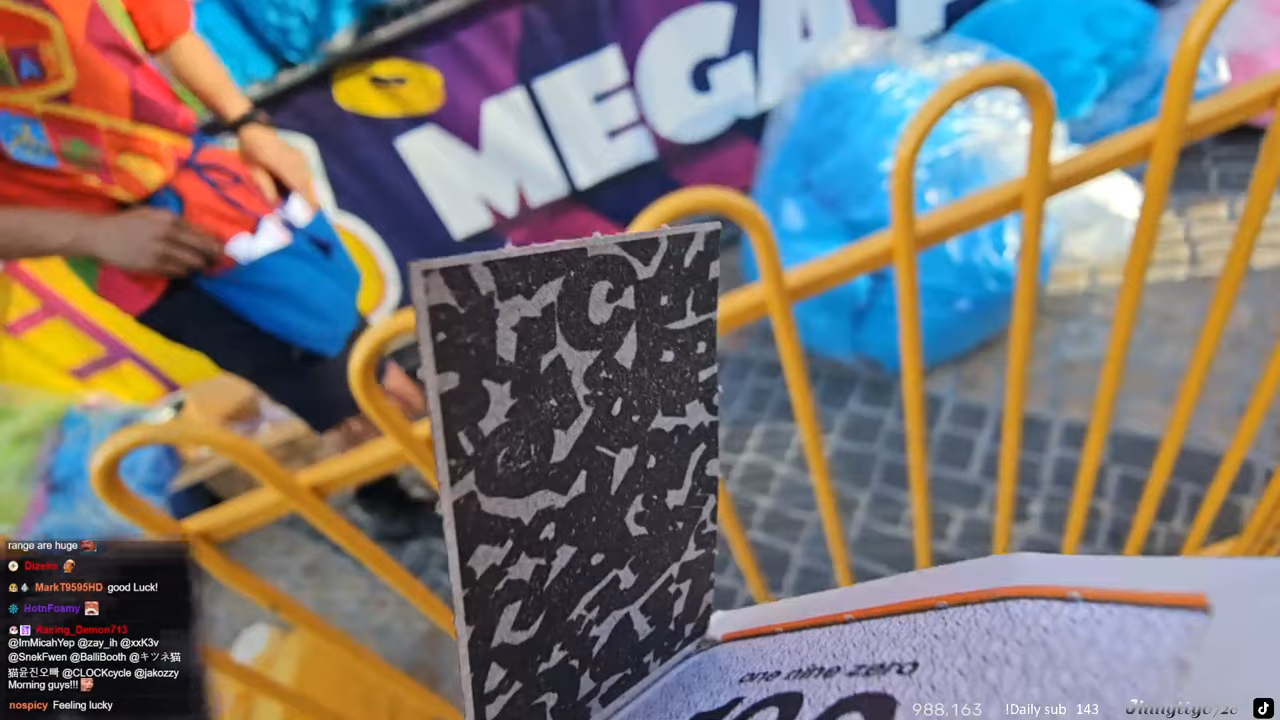 MEGA
one nine zero
range are huge
Dizelin
MarkT9595HD good Luck!
HotnFoamy
Racing_Demon713
@ImMicahYep @zay_ih @xxK3v
@SnekFwen @BalliBooth @キツネ猫
猫윤진오빠 @CLOCKcycle @jakozzy
Morning guys!!!
nospicy Feeling lucky
988,163 !Daily sub 143